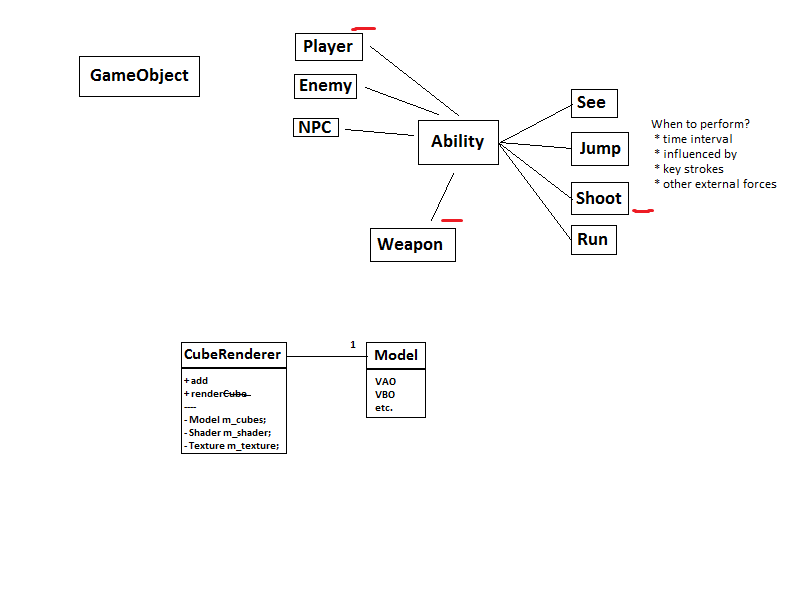 GameObject
Player
Enemy
NPC
Ability
Weapon
See
Jump
Shoot
Run
When to perform?
* time interval
* influenced by
* key strokes
* other external forces
CubeRenderer
+ add
+ renderCube
----
- Model m_cubes;
- Shader m_shader;
- Texture m_texture;
1
Model
VAO
VBO
etc.